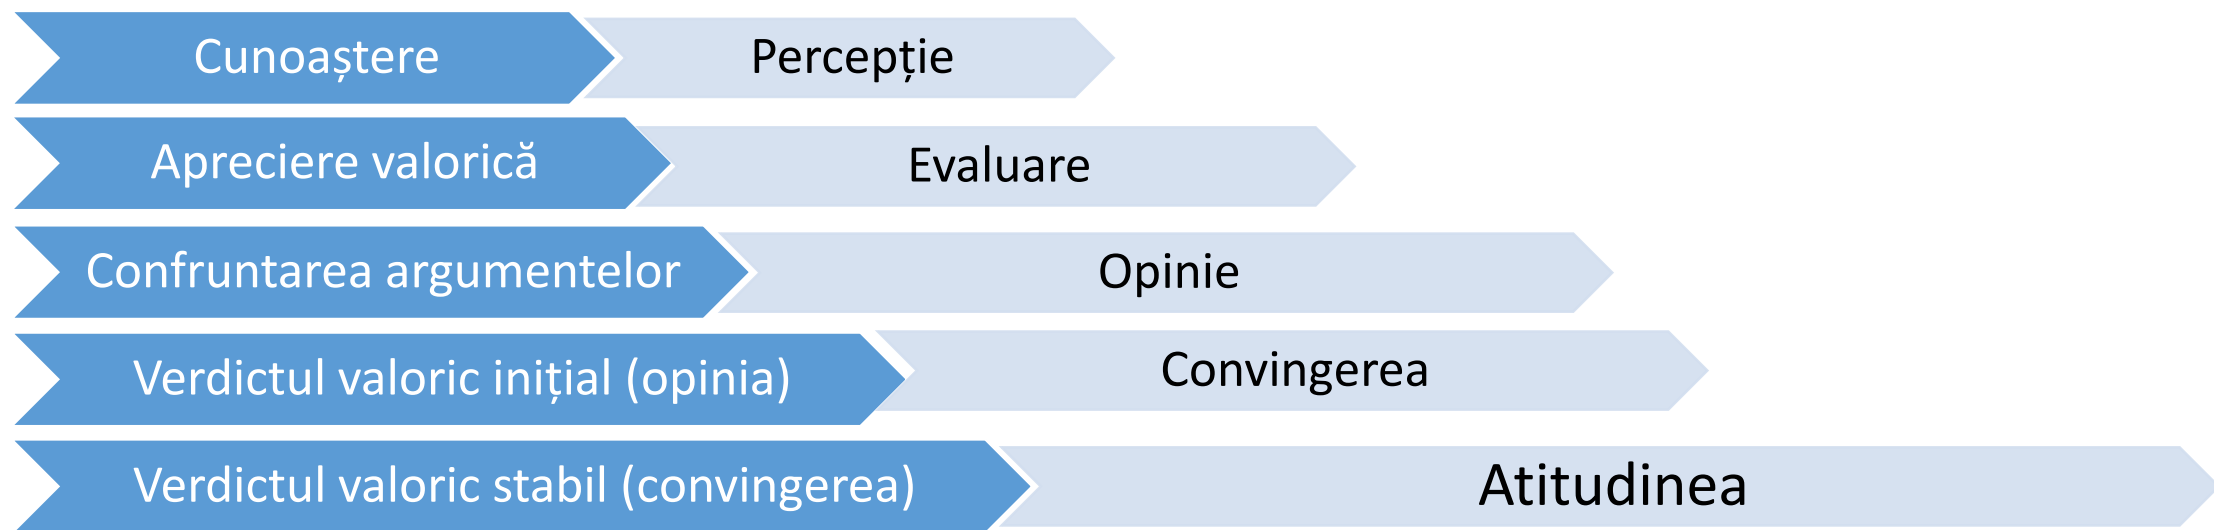 Cunoaștere Percepție
Apreciere valorică Evaluare
Confruntarea argumentelor Opinie
Verdictul valoric inițial (opinia) Convingerea
Verdictul valoric stabil (convingerea) Atitudinea